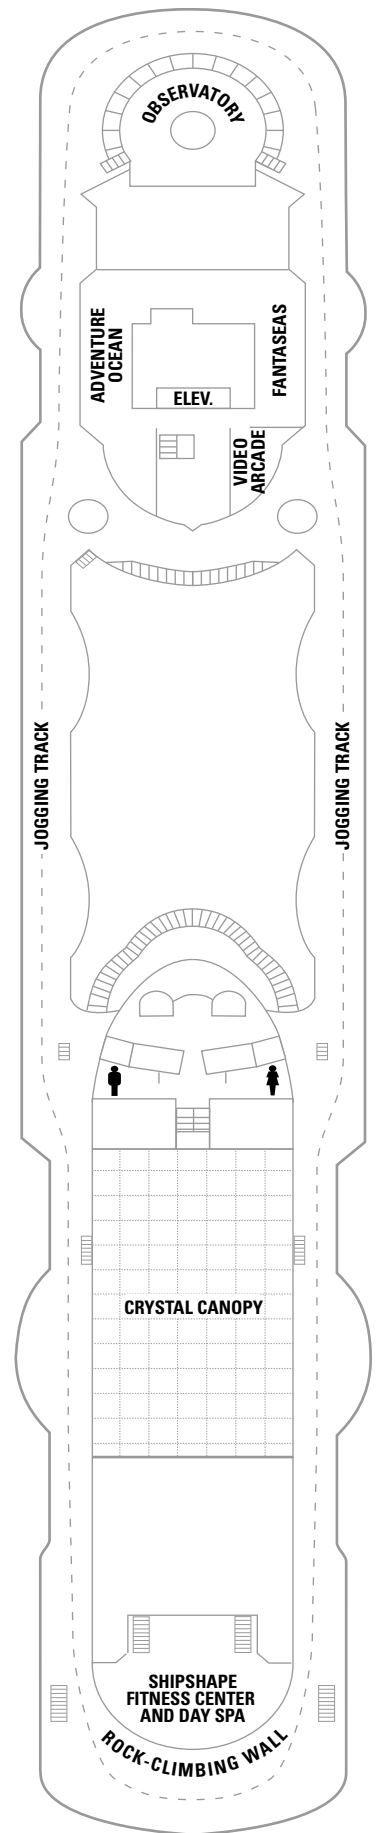 OBSERVATORY
ADVENTURE
OCEAN
FANTASEAS
ELEV.
VIDEO
ARCADE
JOGGING TRACK
JOGGING TRACK
CRYSTAL CANOPY
SHIPSHAPE
FITNESS CENTER
AND DAY SPA
ROCK-CLIMBING WALL